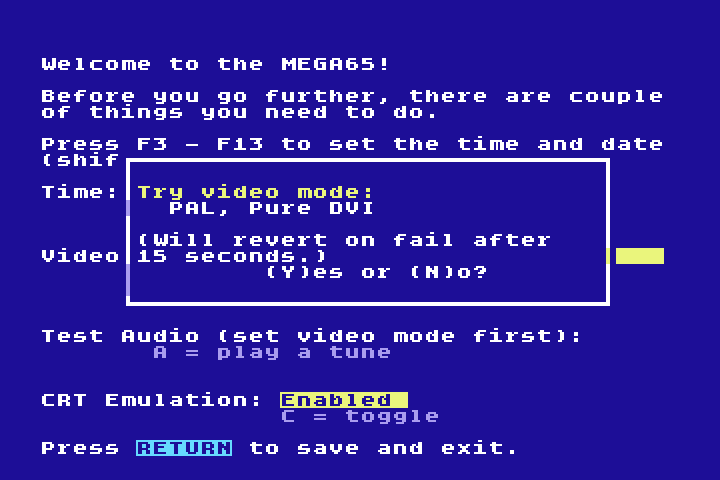 Welcome to the MEGA65!
Before you go further, there are couple
of things you need to do.
Press F3 - F13 to set the time and date
(shif
Time:
Try video mode:
PAL, Pure DVI
(Will revert on fail after
Video
15 seconds.)
(Y)es or (N)o?
Test Audio (set video mode first):
A = play a tune
CRT Emulation: Enabled
C = toggle
Press RETURN to save and exit.